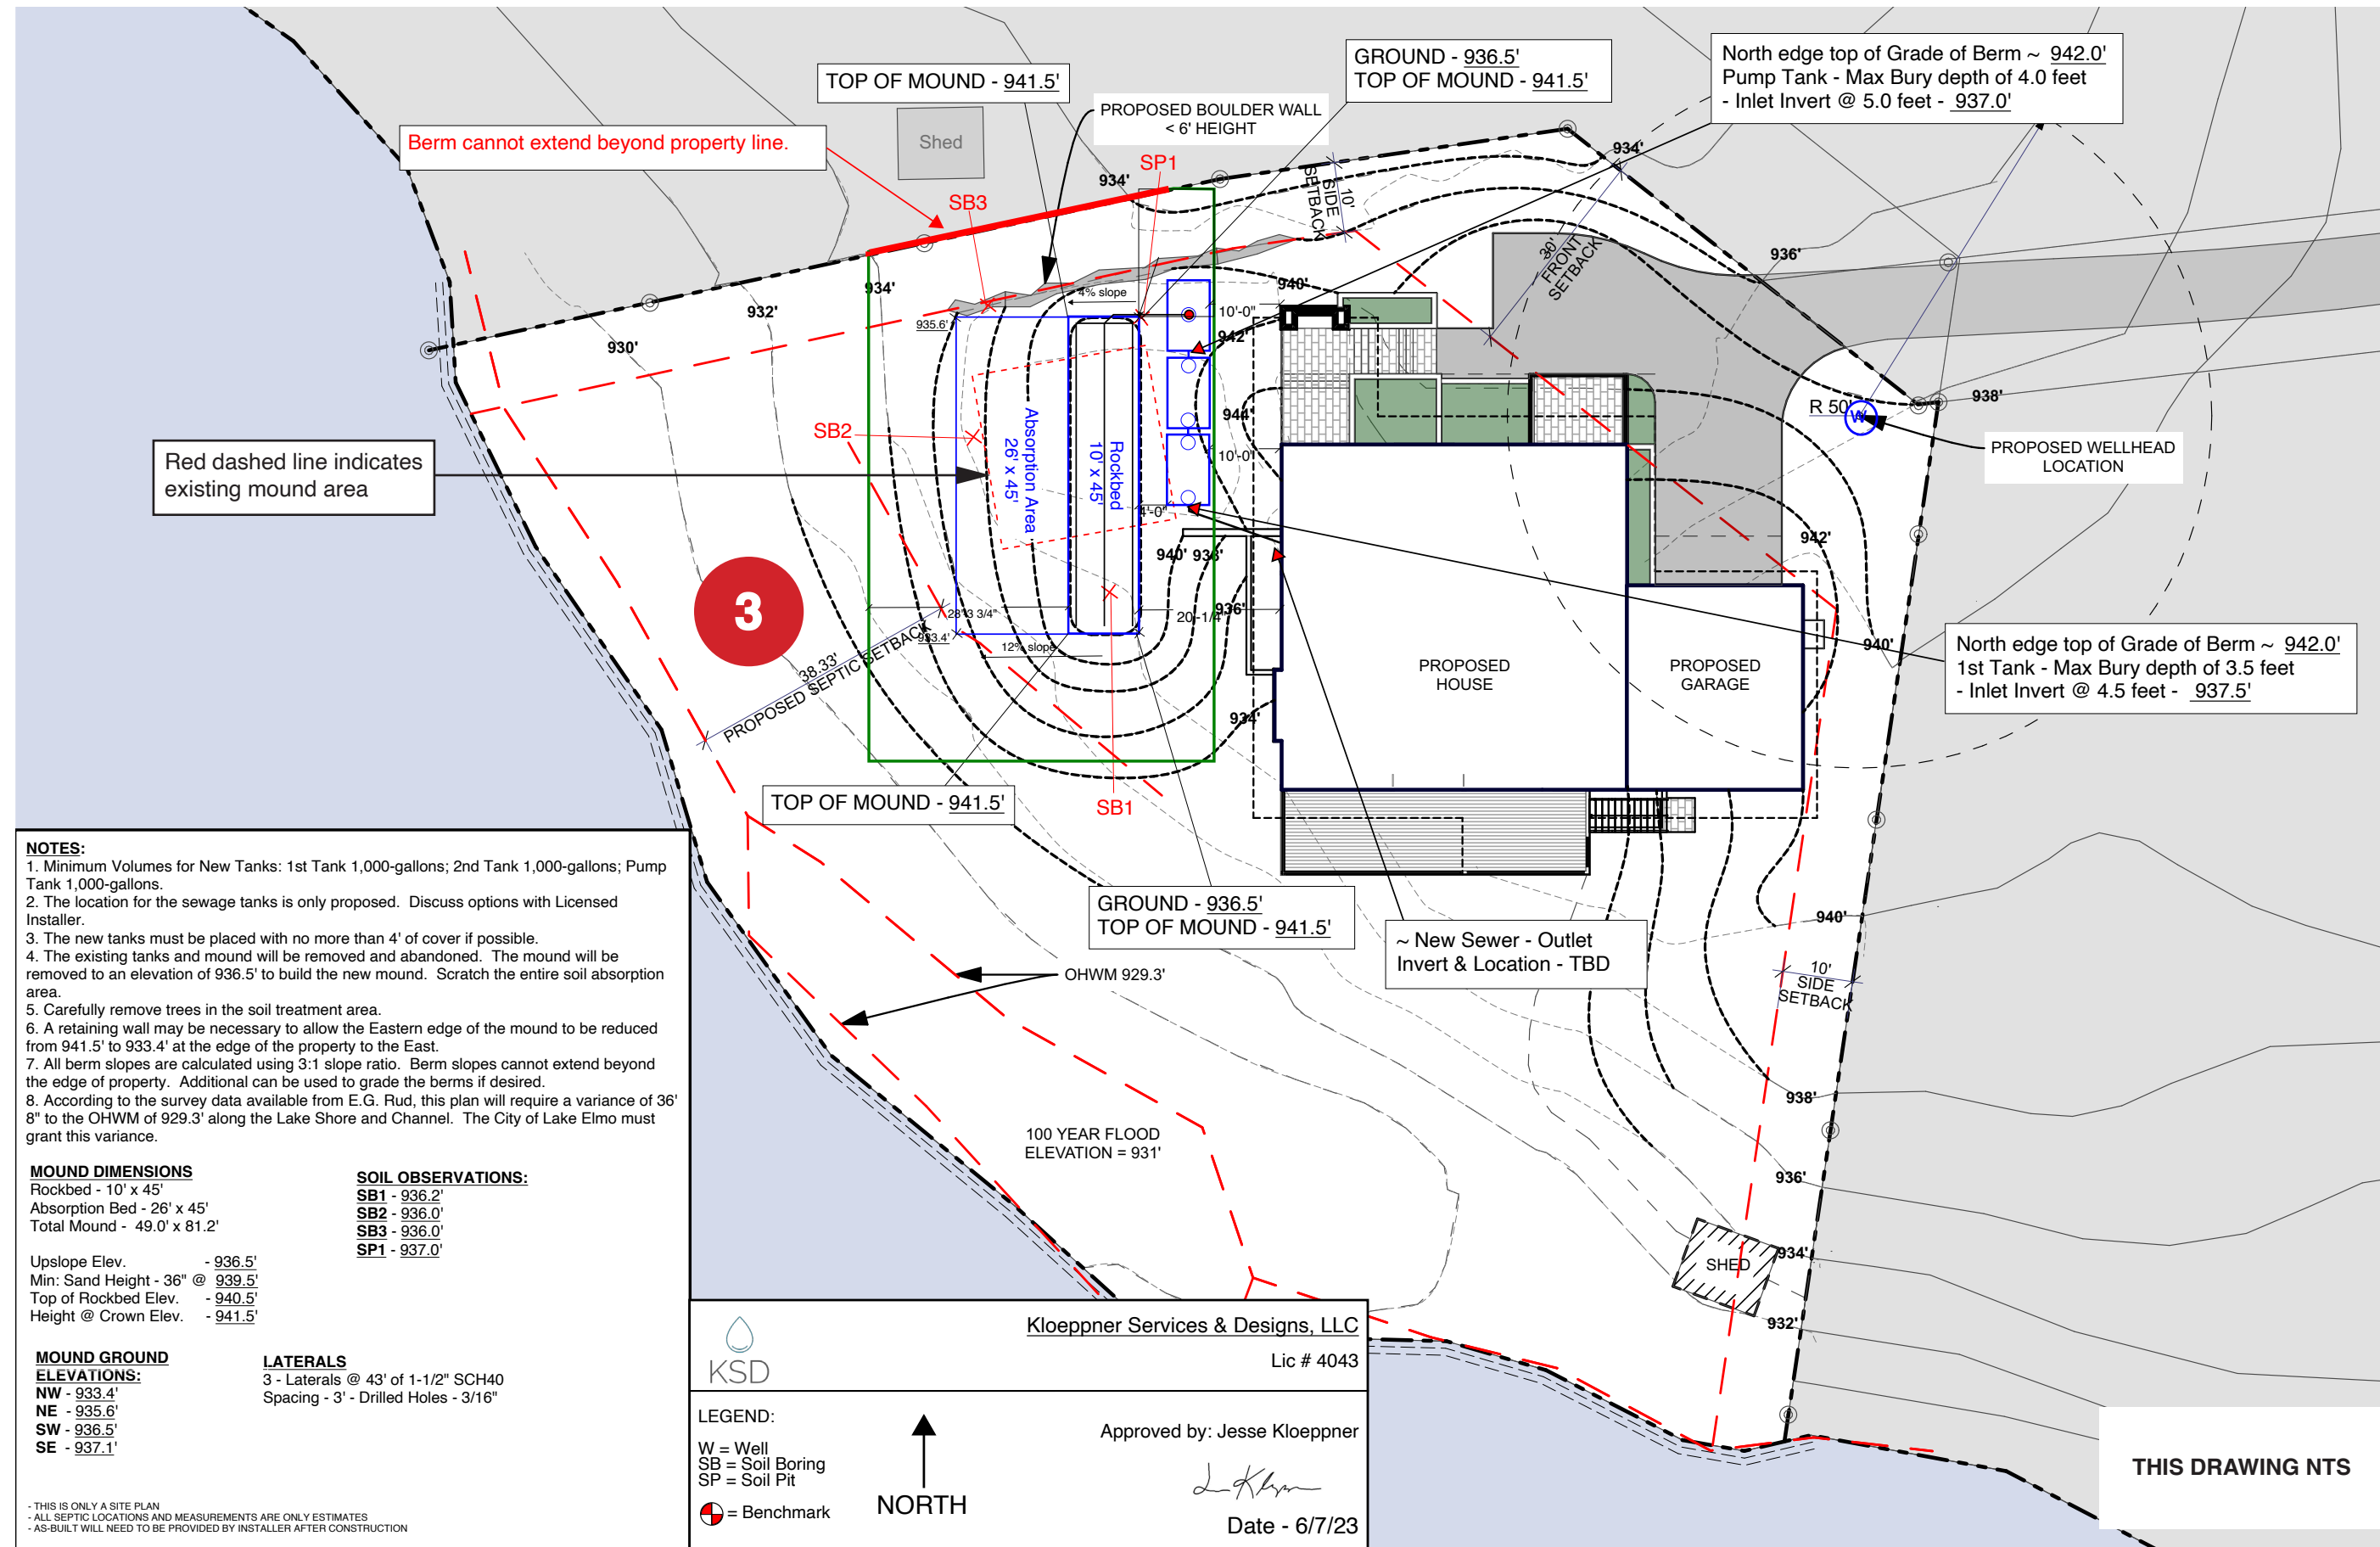 TOP OF MOUND - 941.5'
GROUND - 936.5'
TOP OF MOUND - 941.5'
North edge top of Grade of Berm ~ 942.0'
Pump Tank - Max Bury depth of 4.0 feet
- Inlet Invert @ 5.0 feet - 937.0'
PROPOSED BOULDER WALL
< 6' HEIGHT
Berm cannot extend beyond property line.
Shed
SP1
SB3
934'
934'
10'
SIDE
SETBACK
30'
FRONT
SETBACK
936'
934'
932'
930'
4% slope
940'
935.6'
10'-0"
942'
938'
R 50'
W
PROPOSED WELLHEAD
LOCATION
944'
SB2
Absorption Area
26' x 45'
Rockbed
10' x 45'
10'-0"
Red dashed line indicates
existing mound area
4'-0"
942'
940'
938'
3
28'-3 3/4"
20'-1/4"
936'
933.4'
12% slope
38.33'
PROPOSED SEPTIC SETBACK
PROPOSED
HOUSE
PROPOSED
GARAGE
940'
North edge top of Grade of Berm ~ 942.0'
1st Tank - Max Bury depth of 3.5 feet
- Inlet Invert @ 4.5 feet - 937.5'
934'
TOP OF MOUND - 941.5'
SB1
GROUND - 936.5'
TOP OF MOUND - 941.5'
~ New Sewer - Outlet
Invert & Location - TBD
940'
10'
SIDE
SETBACK
OHWM 929.3'
938'
100 YEAR FLOOD
ELEVATION = 931'
936'
934'
SHED
932'
NOTES:
1. Minimum Volumes for New Tanks: 1st Tank 1,000-gallons; 2nd Tank 1,000-gallons; Pump
Tank 1,000-gallons.
2. The location for the sewage tanks is only proposed. Discuss options with Licensed
Installer.
3. The new tanks must be placed with no more than 4' of cover if possible.
4. The existing tanks and mound will be removed and abandoned. The mound will be
removed to an elevation of 936.5' to build the new mound. Scratch the entire soil absorption
area.
5. Carefully remove trees in the soil treatment area.
6. A retaining wall may be necessary to allow the Eastern edge of the mound to be reduced
from 941.5' to 933.4' at the edge of the property to the East.
7. All berm slopes are calculated using 3:1 slope ratio. Berm slopes cannot extend beyond
the edge of property. Additional can be used to grade the berms if desired.
8. According to the survey data available from E.G. Rud, this plan will require a variance of 36'
8" to the OHWM of 929.3' along the Lake Shore and Channel. The City of Lake Elmo must
grant this variance.
MOUND DIMENSIONS
Rockbed - 10' x 45'
Absorption Bed - 26' x 45'
Total Mound - 49.0' x 81.2'
Upslope Elev. - 936.5'
Min: Sand Height - 36" @ 939.5'
Top of Rockbed Elev. - 940.5'
Height @ Crown Elev. - 941.5'
SOIL OBSERVATIONS:
SB1 - 936.2'
SB2 - 936.0'
SB3 - 936.0'
SP1 - 937.0'
MOUND GROUND
ELEVATIONS:
NW - 933.4'
NE - 935.6'
SW - 936.5'
SE - 937.1'
LATERALS
3 - Laterals @ 43' of 1-1/2" SCH40
Spacing - 3' - Drilled Holes - 3/16"
- THIS IS ONLY A SITE PLAN
- ALL SEPTIC LOCATIONS AND MEASUREMENTS ARE ONLY ESTIMATES
- AS-BUILT WILL NEED TO BE PROVIDED BY INSTALLER AFTER CONSTRUCTION
KSD
Kloeppner Services & Designs, LLC
Lic # 4043
LEGEND:
W = Well
SB = Soil Boring
SP = Soil Pit
= Benchmark
NORTH
Approved by: Jesse Kloeppner
Date - 6/7/23
THIS DRAWING NTS